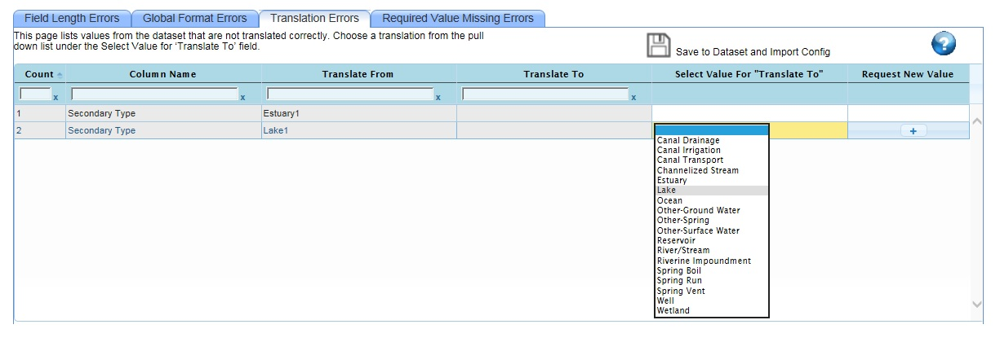 Field Length Errors Global Format Errors Translation Errors Required Value Missing Errors
This page lists values from the dataset that are not translated correctly. Choose a translation from the pull
down list under the Select Value for 'Translate To' field.
Save to Dataset and Import Config
?
Count Column Name Translate From Translate To Select Value For "Translate To" Request New Value
x x x x
1 Secondary Type Estuary1
2 Secondary Type Lake1 +
Canal Drainage
Canal Irrigation
Canal Transport
Channelized Stream
Estuary
Lake
Ocean
Other-Ground Water
Other-Spring
Other-Surface Water
Reservoir
River/Stream
Riverine Impoundment
Spring Boil
Spring Run
Spring Vent
Well
Wetland